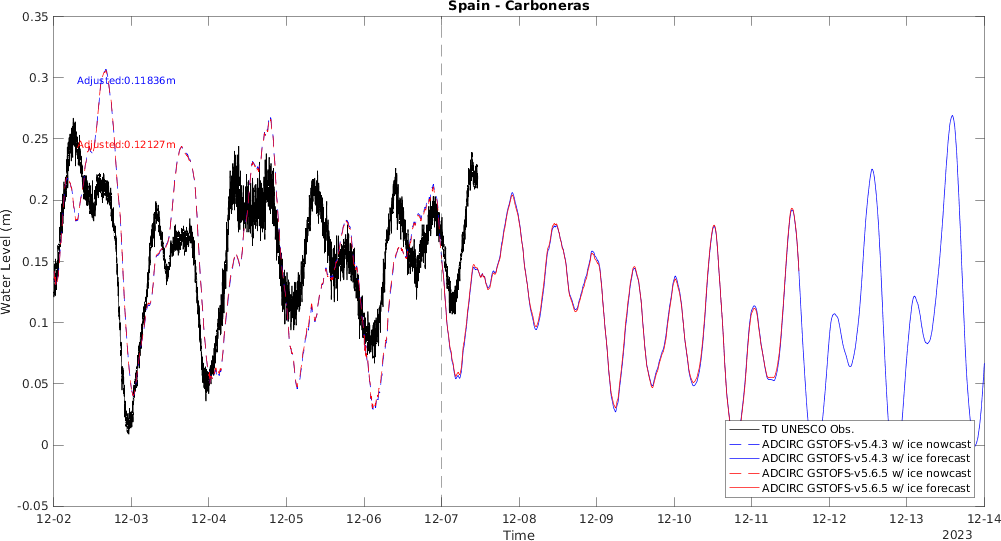 Spain - Carboneras
0.35
0.3
0.25
0.2
0.15
0.1
0.05
0
-0.05
Water Level (m)
Adjusted:0.11836m
Adjusted:0.12127m
TD UNESCO Obs.
ADCIRC GSTOFS-v5.4.3 w/ ice nowcast
ADCIRC GSTOFS-v5.4.3 w/ ice forecast
ADCIRC GSTOFS-v5.6.5 w/ ice nowcast
ADCIRC GSTOFS-v5.6.5 w/ ice forecast
12-02 12-03 12-04 12-05 12-06 12-07 12-08 12-09 12-10 12-11 12-12 12-13 12-14
Time
2023